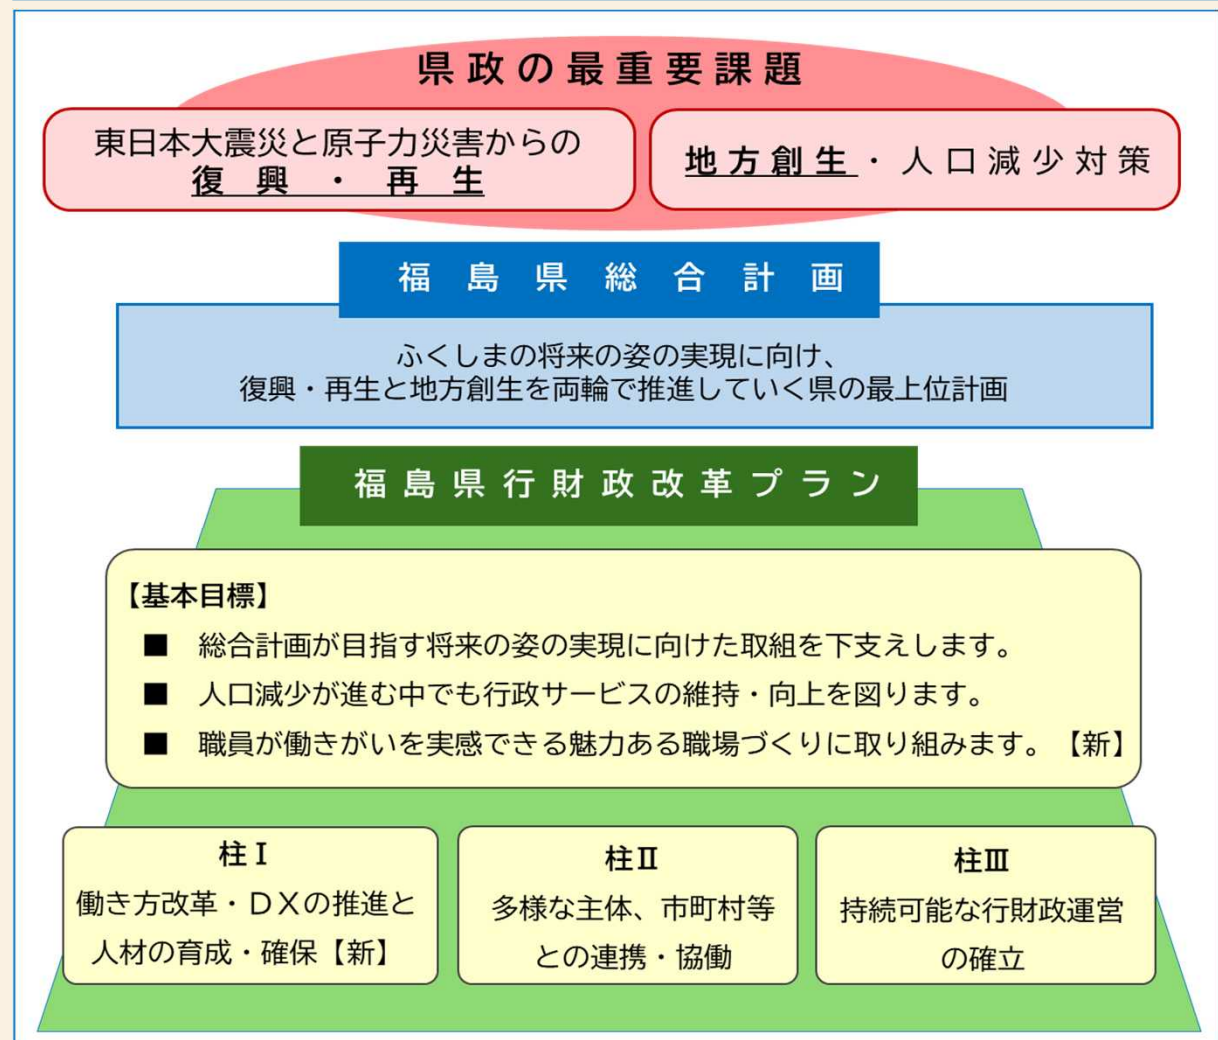 県政の最重要課題
東日本大震災と原子力災害からの
復興・再生
地方創生・人口減少対策
福島県総合計画
ふくしまの将来の姿の実現に向け、
復興・再生と地方創生を両輪で推進していく県の最上位計画
福島県行財政改革プラン
【基本目標】
■　総合計画が目指す将来の姿の実現に向けた取組を下支えします。
■　人口減少が進む中でも行政サービスの維持・向上を図ります。
■　職員が働きがいを実感できる魅力ある職場づくりに取り組みます。【新】
柱Ⅰ
働き方改革・ＤＸの推進と
人材の育成・確保【新】
柱Ⅱ
多様な主体、市町村等
との連携・協働
柱Ⅲ
持続可能な行財政運営
の確立